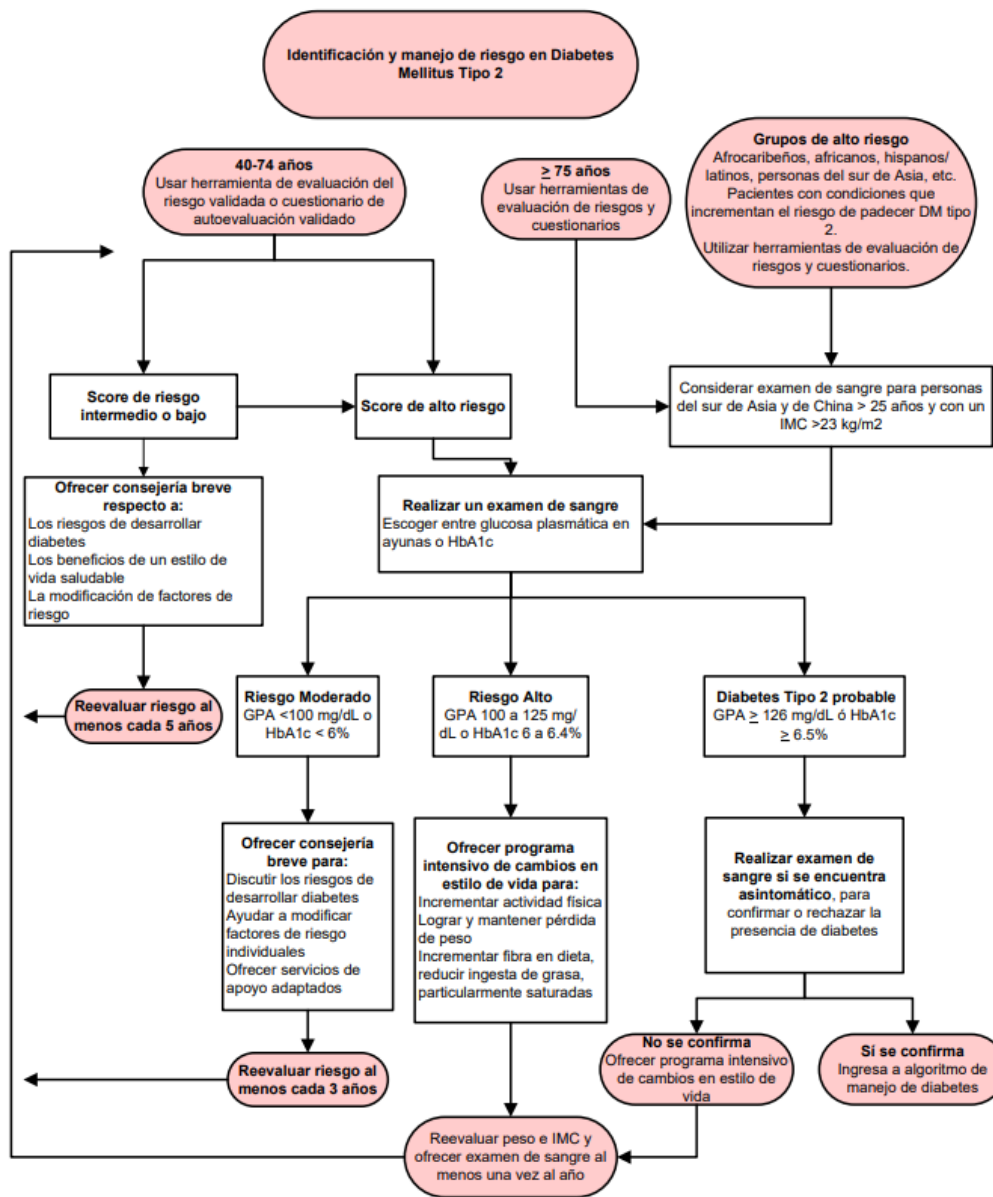 Identificación y manejo de riesgo en Diabetes
Mellitus Tipo 2
40-74 años
Usar herramienta de evaluación del
riesgo validada o cuestionario de
autoevaluación validado
≥ 75 años
Usar herramientas de
evaluación de riesgos y
cuestionarios
Grupos de alto riesgo
Afrocaribeños, africanos, hispanos/
latinos, personas del sur de Asia, etc.
Pacientes con condiciones que
incrementan el riesgo de padecer DM tipo
2.
Utilizar herramientas de evaluación de
riesgos y cuestionarios.
Score de riesgo
intermedio o bajo
Score de alto riesgo
Considerar examen de sangre para personas
del sur de Asia y de China > 25 años y con un
IMC >23 kg/m2
Ofrecer consejería breve
respecto a:
Los riesgos de desarrollar
diabetes
Los beneficios de un estilo de
vida saludable
La modificación de factores de
riesgo
Realizar un examen de sangre
Escoger entre glucosa plasmática en
ayunas o HbA1c
Reevaluar riesgo al
menos cada 5 años
Riesgo Moderado
GPA <100 mg/dL o
HbA1c < 6%
Riesgo Alto
GPA 100 a 125 mg/
dL o HbA1c 6 a 6.4%
Diabetes Tipo 2 probable
GPA ≥ 126 mg/dL ó HbA1c
≥ 6.5%
Ofrecer consejería
breve para:
Discutir los riesgos de
desarrollar diabetes
Ayudar a modificar
factores de riesgo
individuales
Ofrecer servicios de
apoyo adaptados
Ofrecer programa
intensivo de cambios en
estilo de vida para:
Incrementar actividad física
Lograr y mantener pérdida
de peso
Incrementar fibra en dieta,
reducir ingesta de grasa,
particularmente saturadas
Realizar examen de
sangre si se encuentra
asintomático, para
confirmar o rechazar la
presencia de diabetes
No se confirma
Ofrecer programa intensivo
de cambios en estilo de
vida
Si se confirma
Ingresa a algoritmo de
manejo de diabetes
Reevaluar riesgo al
menos cada 3 años
Reevaluar peso e IMC y
ofrecer examen de sangre al
menos una vez al año